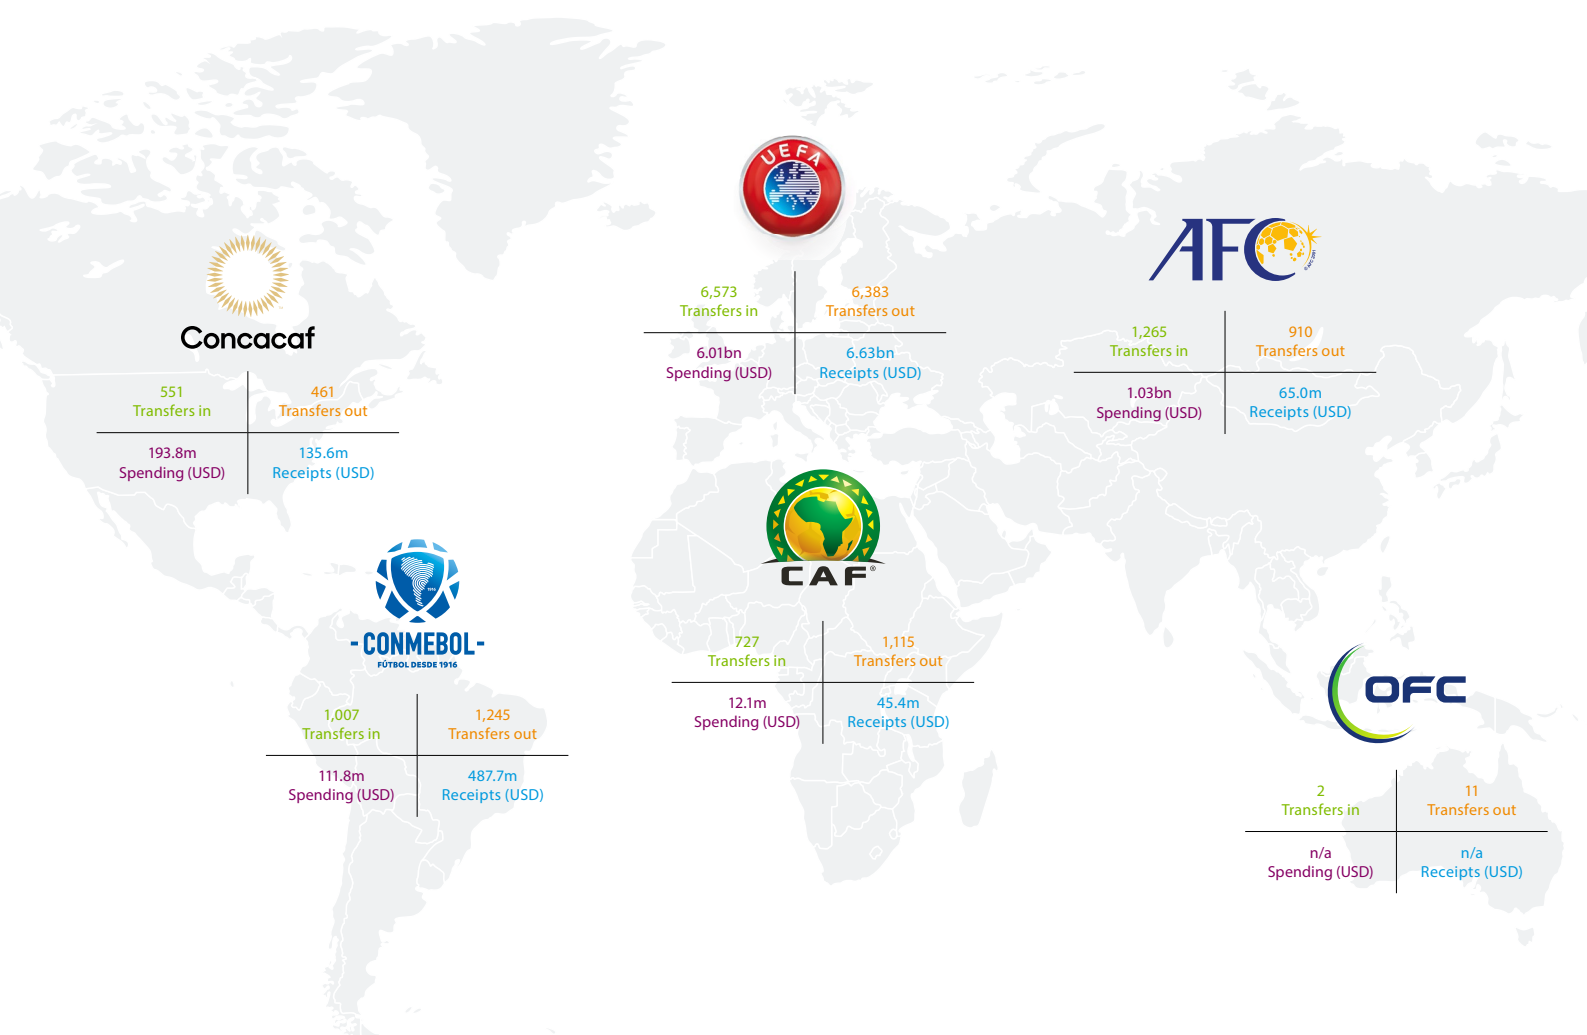 UEFA
6,573
Transfers in
6,383
Transfers out
6.01bn
Spending (USD)
6.63bn
Receipts (USD)
AFC
1,265
Transfers in
910
Transfers out
1.03bn
Spending (USD)
65.0m
Receipts (USD)
Concacaf
551
Transfers in
461
Transfers out
193.8m
Spending (USD)
135.6m
Receipts (USD)
CAF®
727
Transfers in
1,115
Transfers out
12.1m
Spending (USD)
45.4m
Receipts (USD)
1916
-CONMEBOL-
FÚTBOL DESDE 1916
1,007
Transfers in
1,245
Transfers out
111.8m
Spending (USD)
487.7m
Receipts (USD)
OFC
2
Transfers in
11
Transfers out
n/a
Spending (USD)
n/a
Receipts (USD)